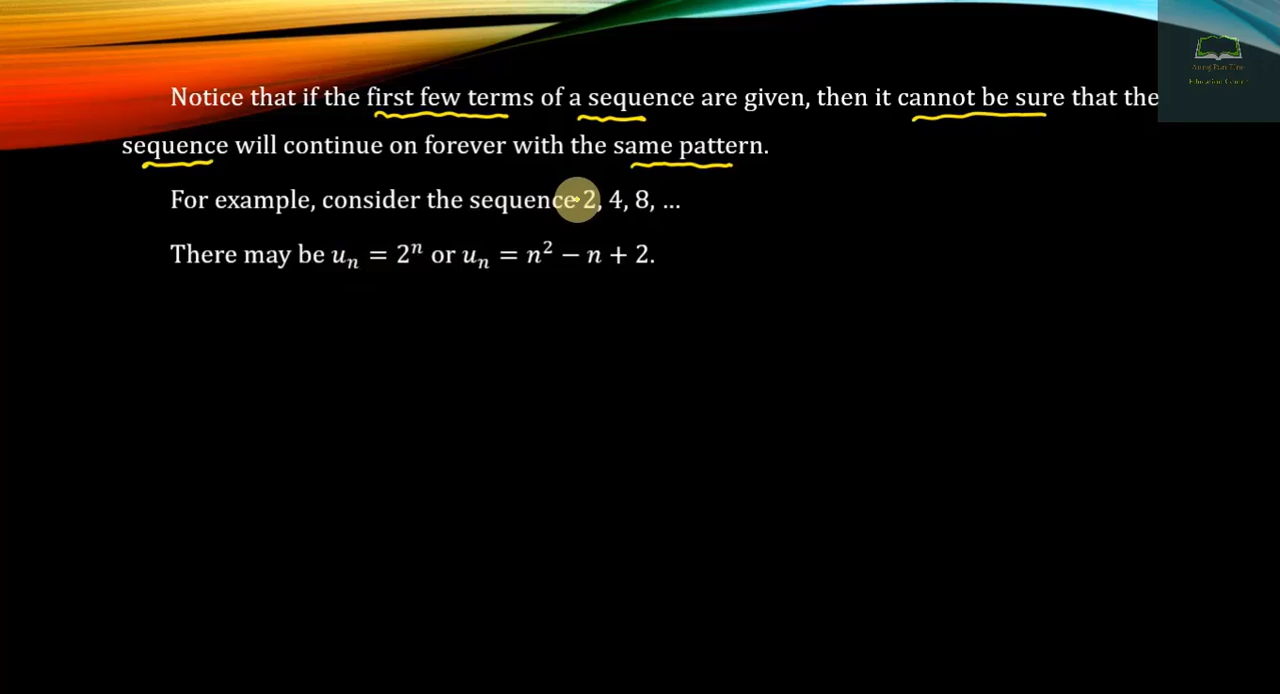 Notice that if the first few terms of a sequence are given, then it cannot be sure that the
sequence will continue on forever with the same pattern.
For example, consider the sequence 2, 4, 8, ...
There may be uₙ = 2ⁿ or uₙ = n² − n + 2.